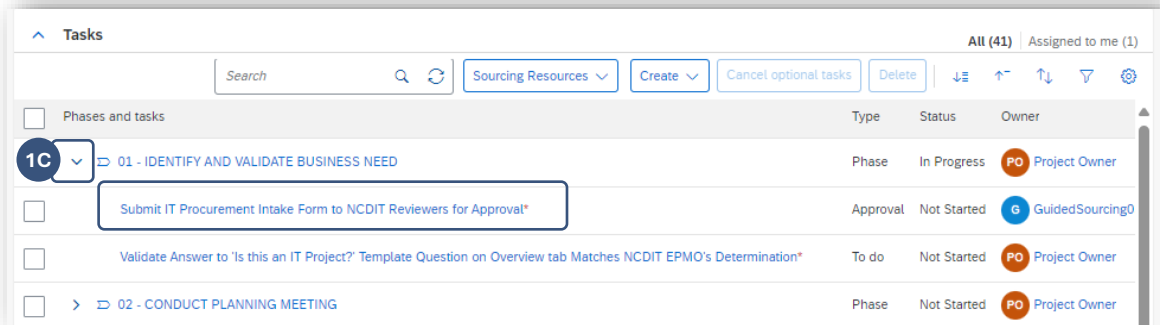 Tasks
All (41) Assigned to me (1)
Search Sourcing Resources Create Cancel optional tasks Delete
Phases and tasks Type Status Owner
1C 01 - IDENTIFY AND VALIDATE BUSINESS NEED Phase In Progress PO Project Owner
Submit IT Procurement Intake Form to NCDIT Reviewers for Approval* Approval Not Started G GuidedSourcing0
Validate Answer to 'Is this an IT Project?' Template Question on Overview tab Matches NCDIT EPMO's Determination* To do Not Started PO Project Owner
02 - CONDUCT PLANNING MEETING Phase Not Started PO Project Owner